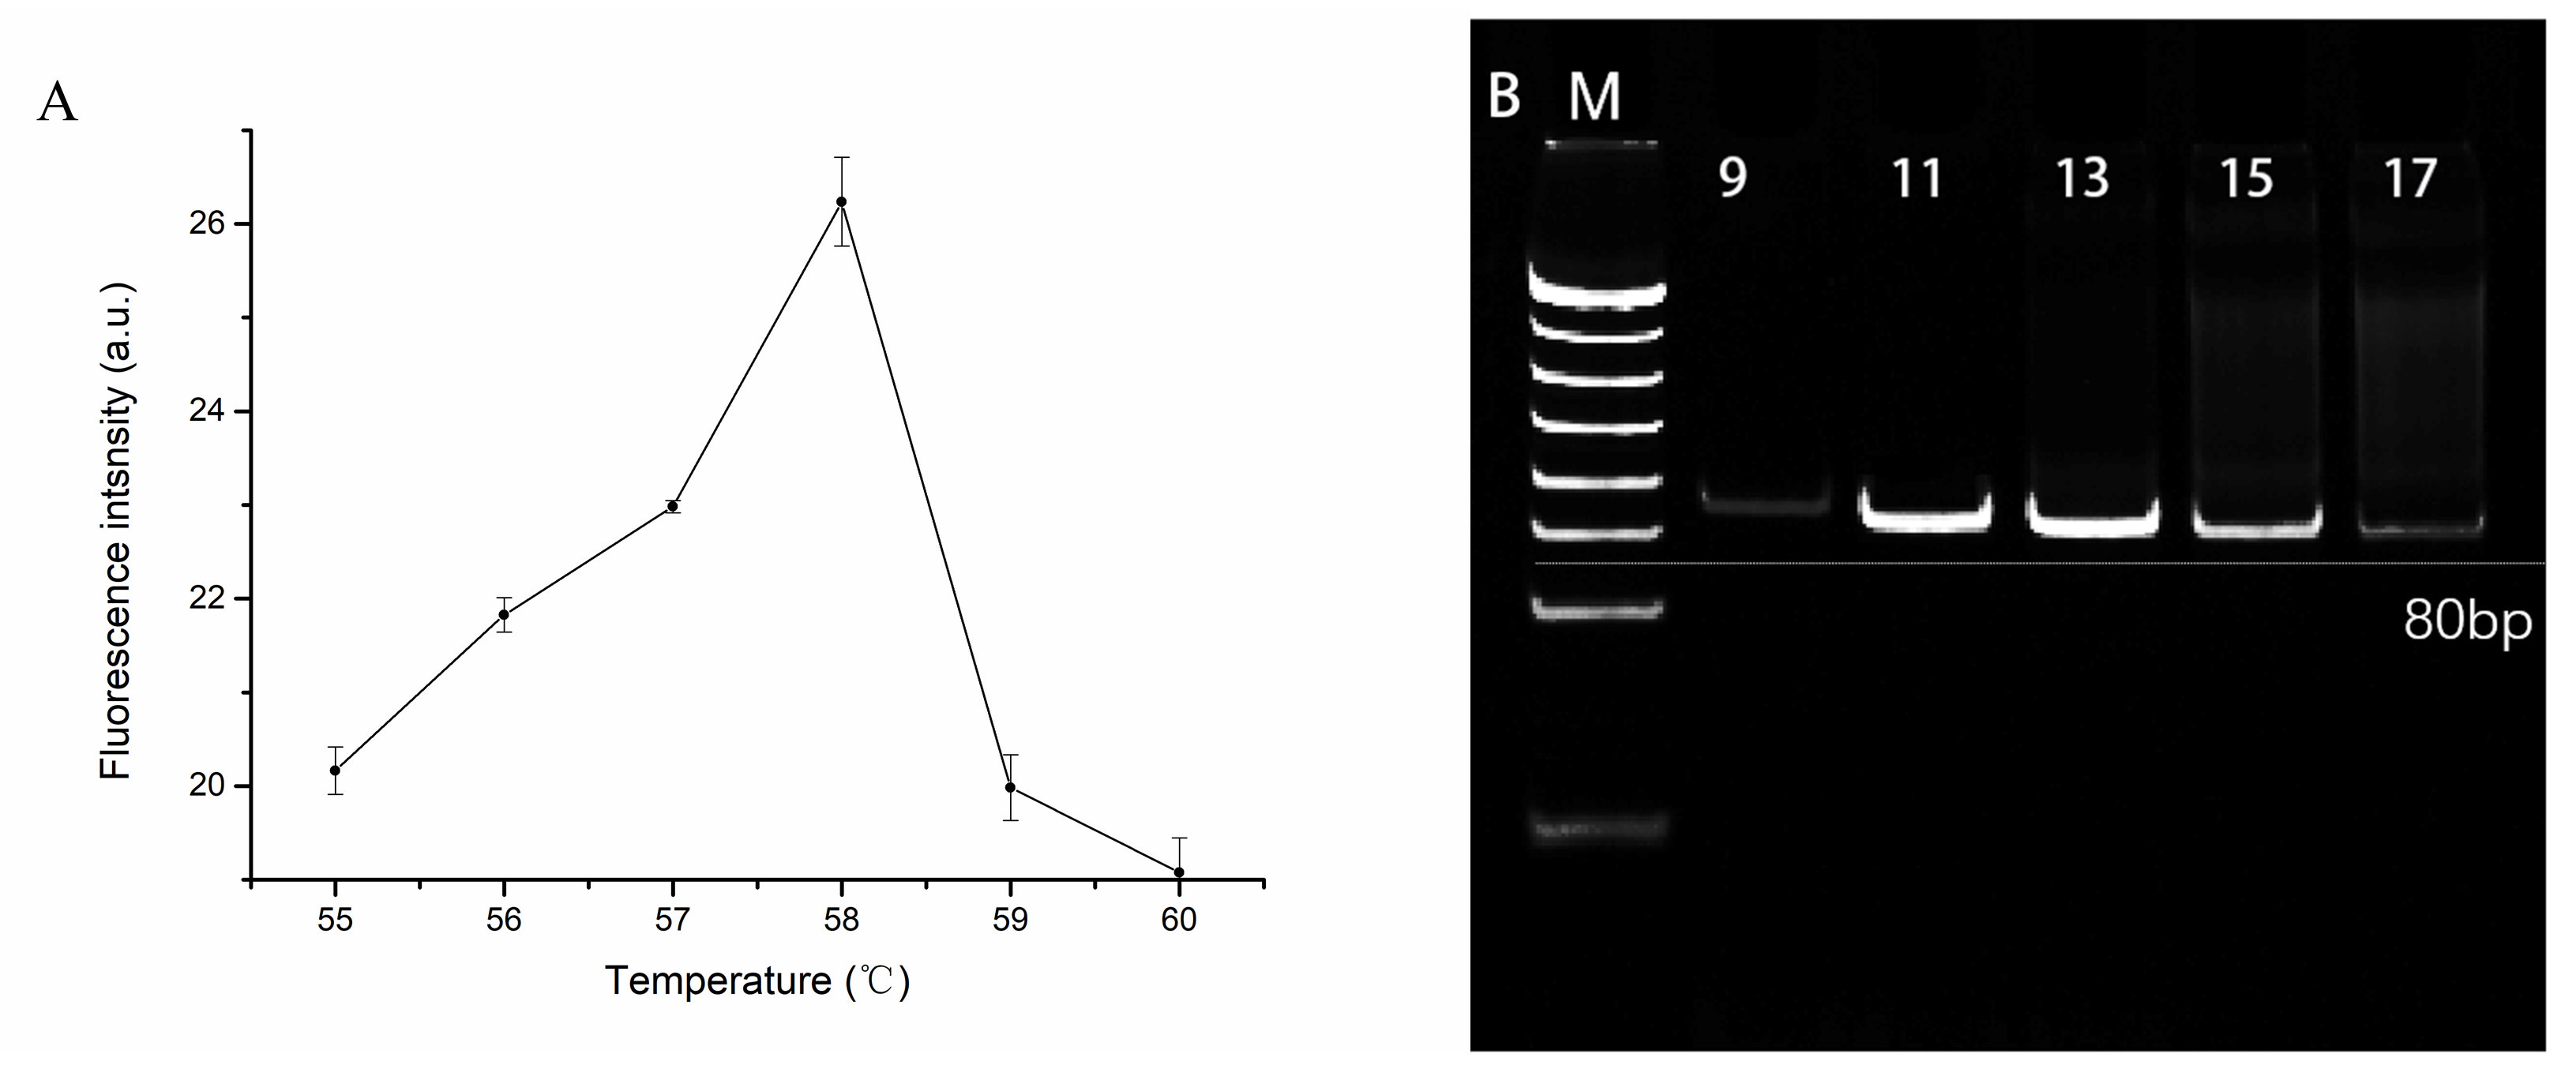 A
Fluorescence intsnsity (a.u.)
26
24
22
20
55 56 57 58 59 60
Temperature (℃)
B M
9 11 13 15 17
80bp